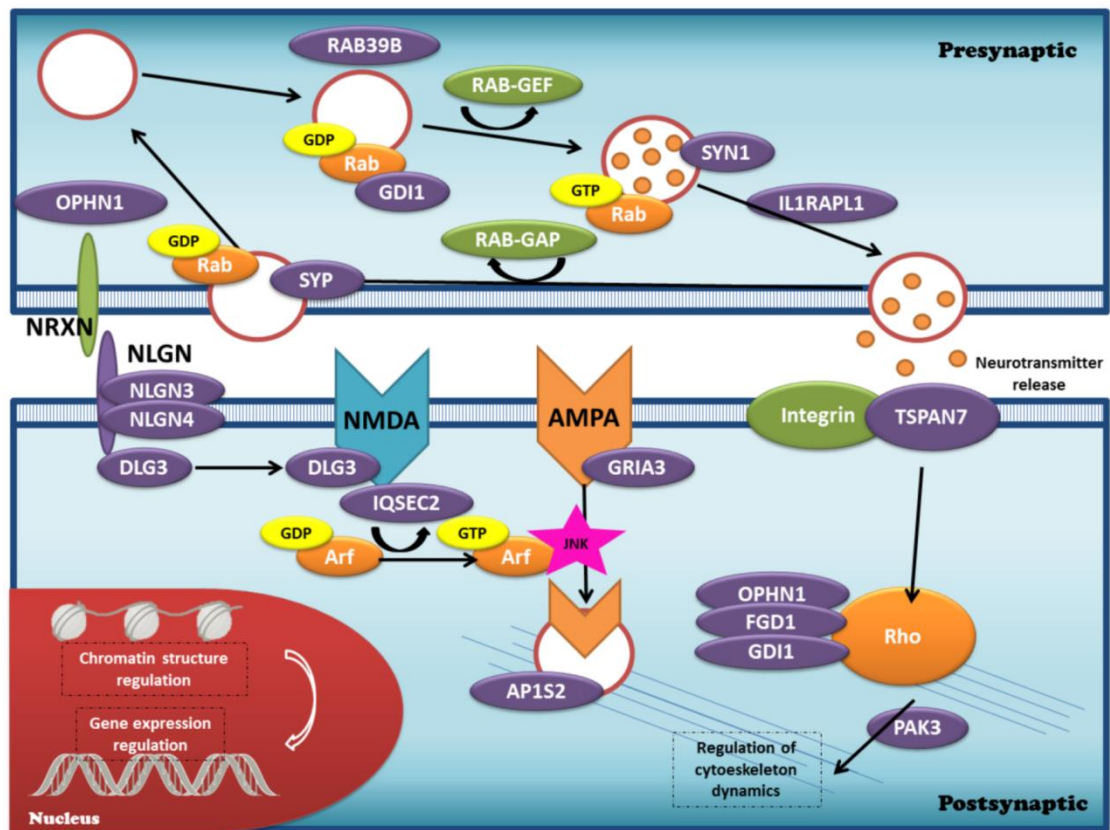 Presynaptic
RAB39B
RAB-GEF
GDP
Rab
GDI1
SYN1
GTP
Rab
IL1RAPL1
OPHN1
RAB-GAP
GDP
Rab
SYP
NRXN
NLGN
NLGN3
NLGN4
NMDA
AMPA
Neurotransmitter
release
Integrin
TSPAN7
DLG3
DLG3
GRIA3
IQSEC2
GDP
Arf
GTP
Arf
JNK
OPHN1
FGD1
GDI1
Rho
AP1S2
PAK3
Regulation of
cytoeskeleton
dynamics
Chromatin structure
regulation
Gene expression
regulation
Nucleus
Postsynaptic